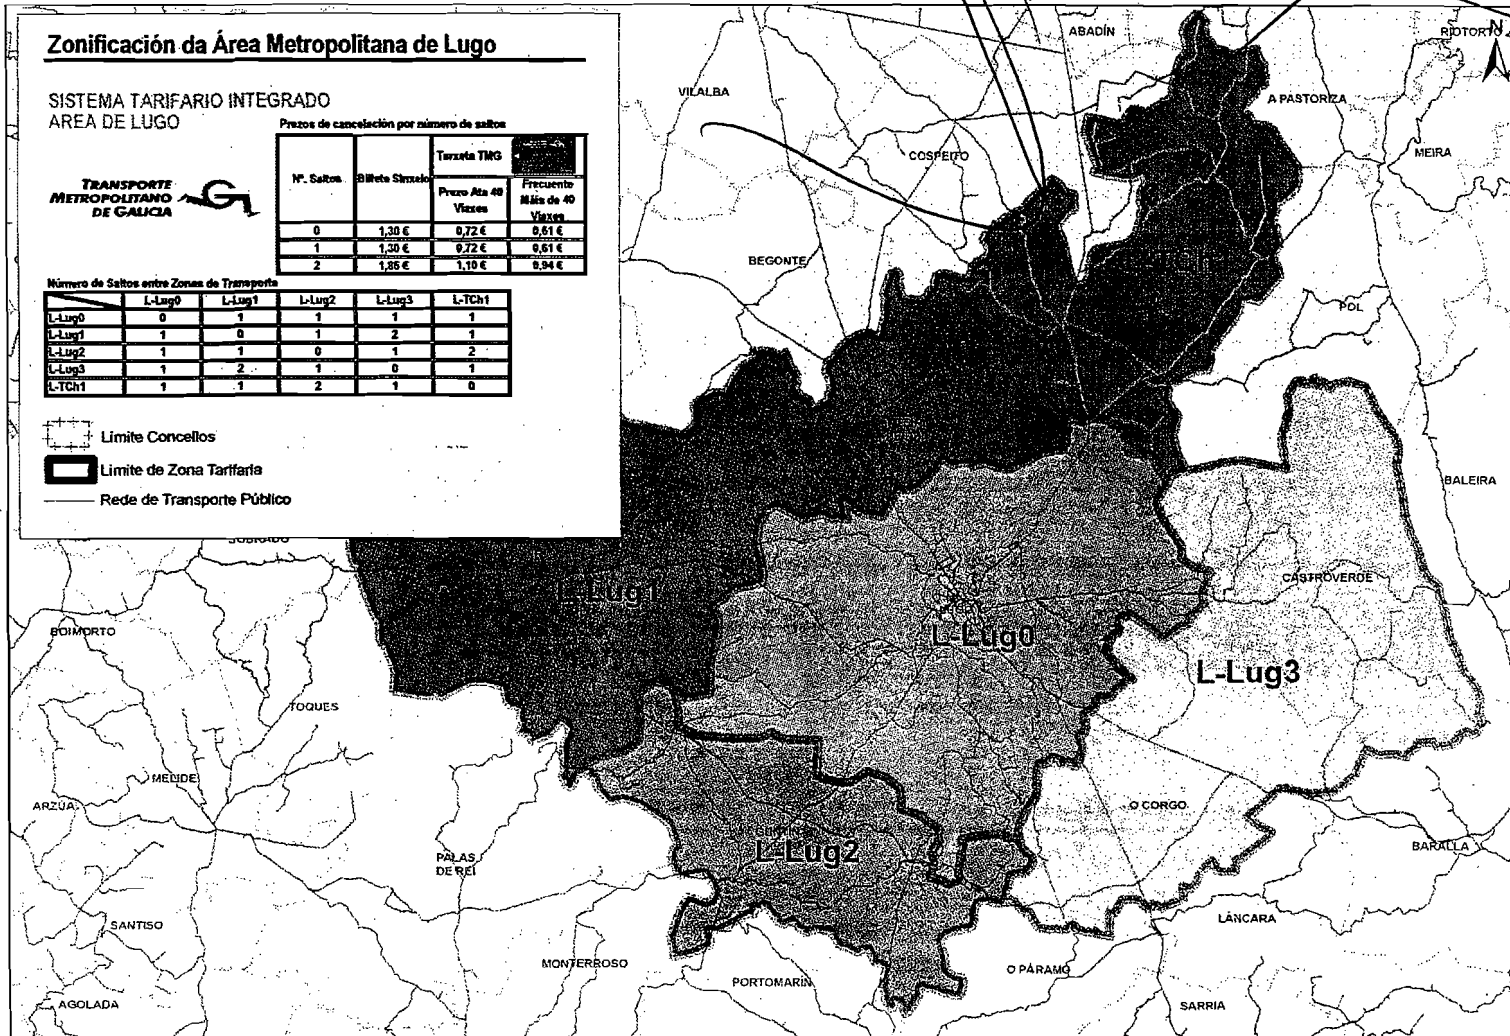 Zonificación da Área Metropolitana de Lugo
SISTEMA TARIFARIO INTEGRADO
AREA DE LUGO
TRANSPORTE
METROPOLITANO
DE GALICIA
Prezos de cancelación por número de saltos
Nº. Saltos Billete Sinxelo Tarxeta TMG
Prezo Ata 40 Viaxes Frecuente Máis de 40 Viaxes
0 1,30 € 0,72 € 0,61 €
1 1,30 € 0,72 € 0,61 €
2 1,85 € 1,10 € 0,94 €
Número de Saltos entre Zonas de Transporte
L-Lug0 L-Lug1 L-Lug2 L-Lug3 L-TCh1
L-Lug0 0 1 1 1 1
L-Lug1 1 0 1 2 1
L-Lug2 1 1 0 1 2
L-Lug3 1 2 1 0 1
L-TCh1 1 1 2 1 0
Limite Concellos
Limite de Zona Tarifaria
Rede de Transporte Público
N
ABADÍN
RIOTORTO
VILALBA
A PASTORIZA
COSPEITO
MEIRA
BEGONTE
POL
BALEIRA
SOBRADO
CASTROVERDE
L-Lug1
BOIMORTO
L-Lug0
L-Lug3
TOQUES
MELIDE
ARZÚA
O CORGO
L-Lug2
BARALLA
PALAS
DE REI
SANTISO
LÁNCARA
MONTERROSO
O PÁRAMO
PORTOMARÍN
AGOLADA
SARRIA